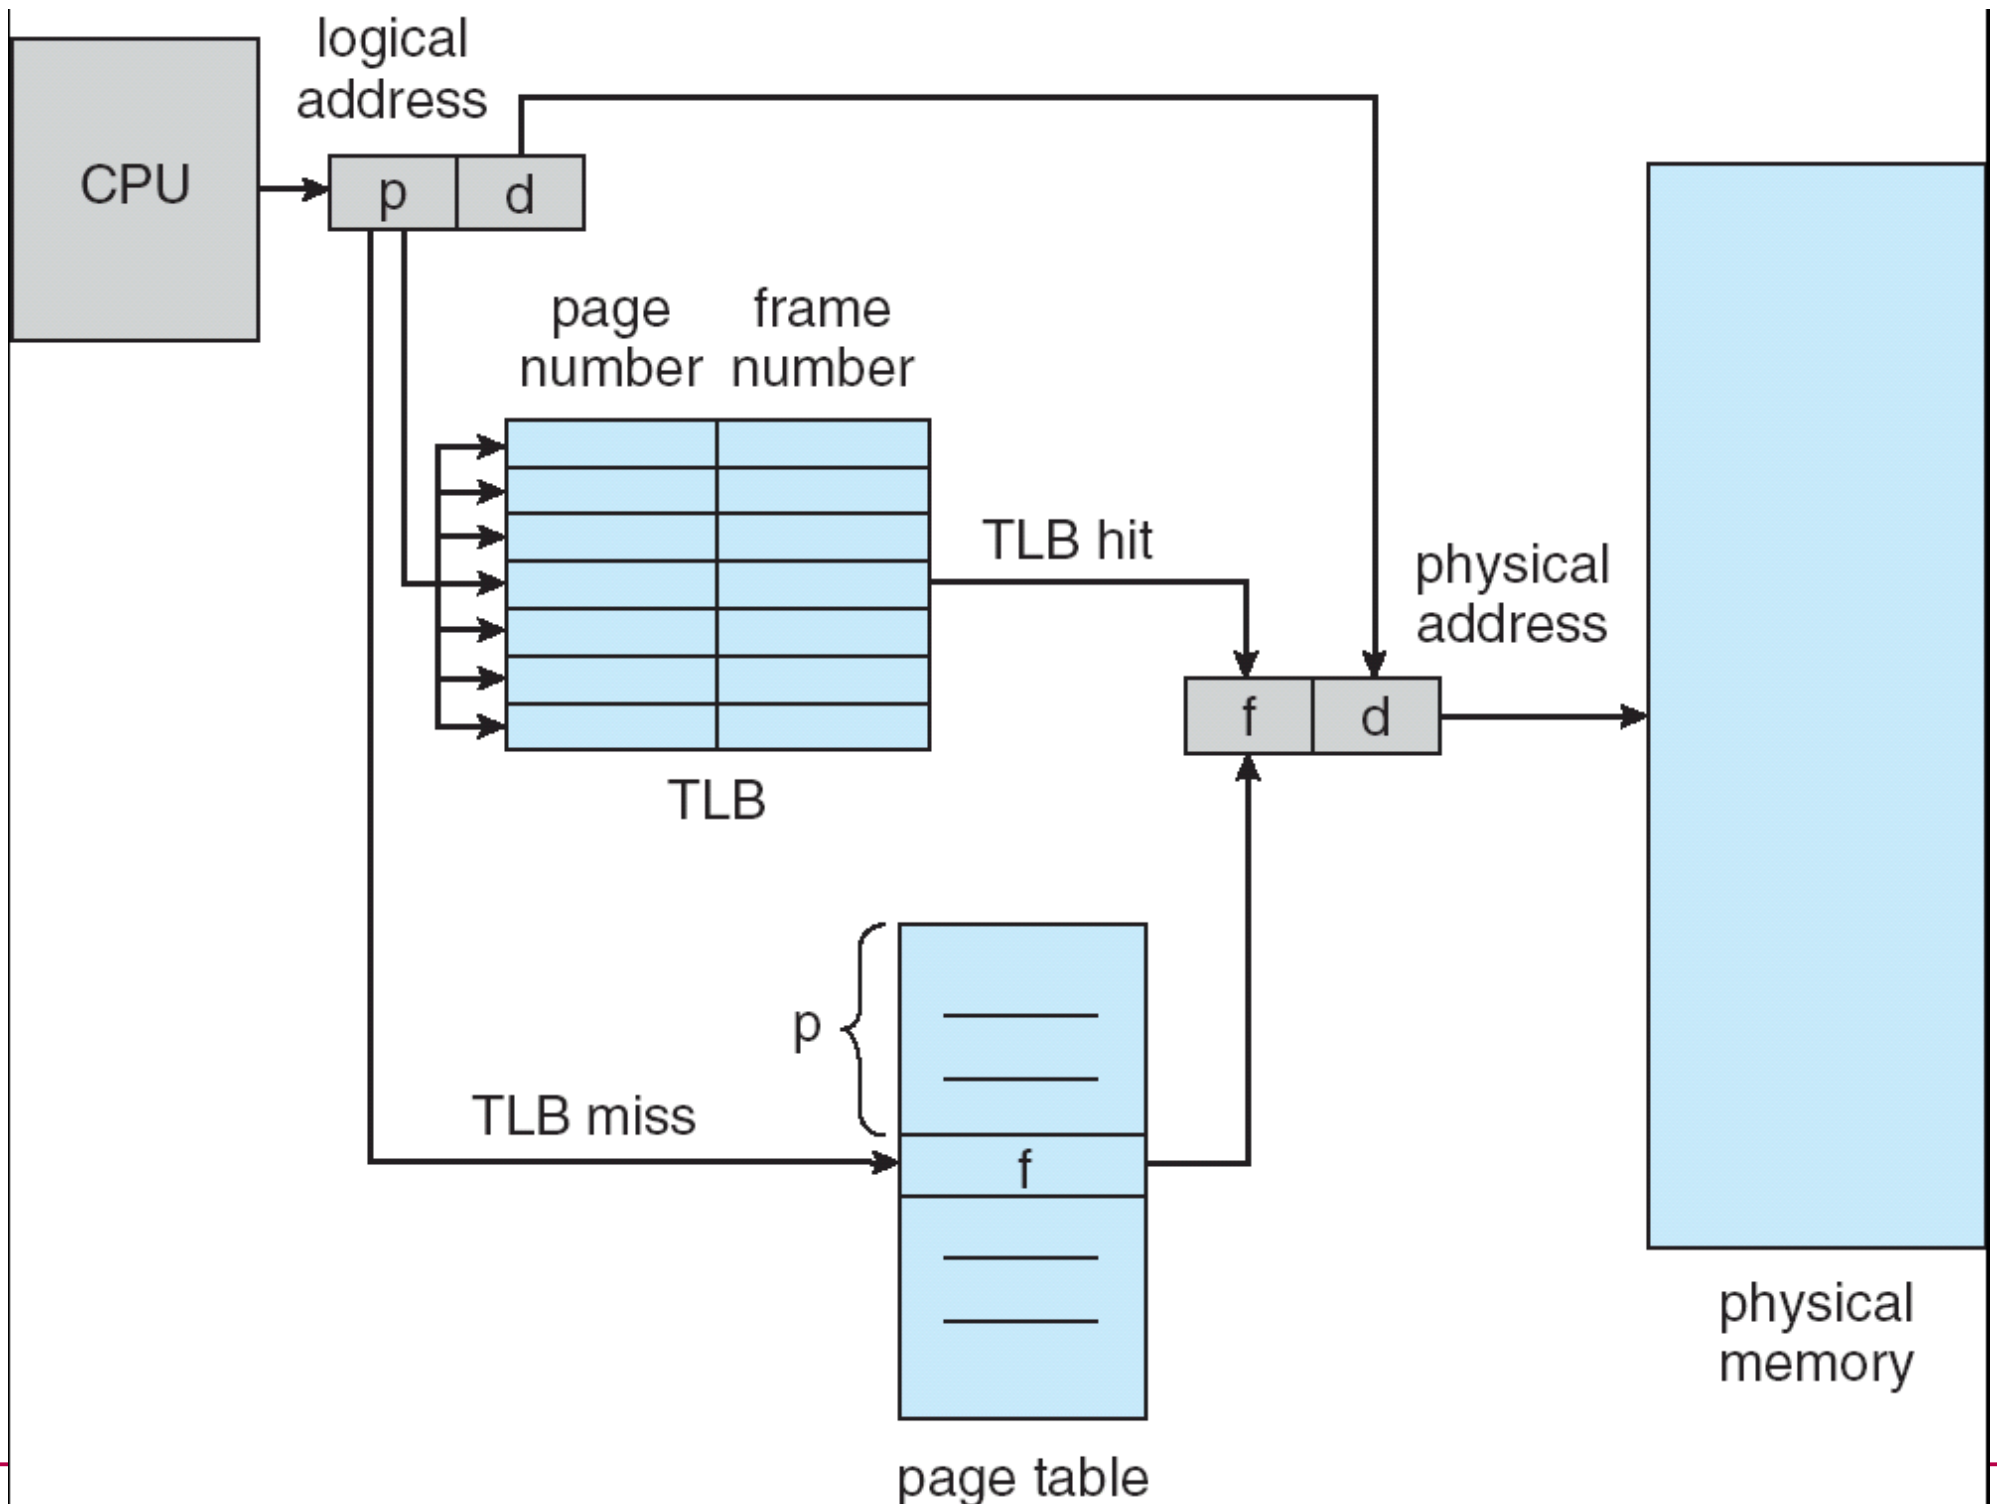 logical
address
CPU
p
d
page
number
frame
number
TLB hit
physical
address
f
d
TLB
p
TLB miss
f
physical
memory
page table